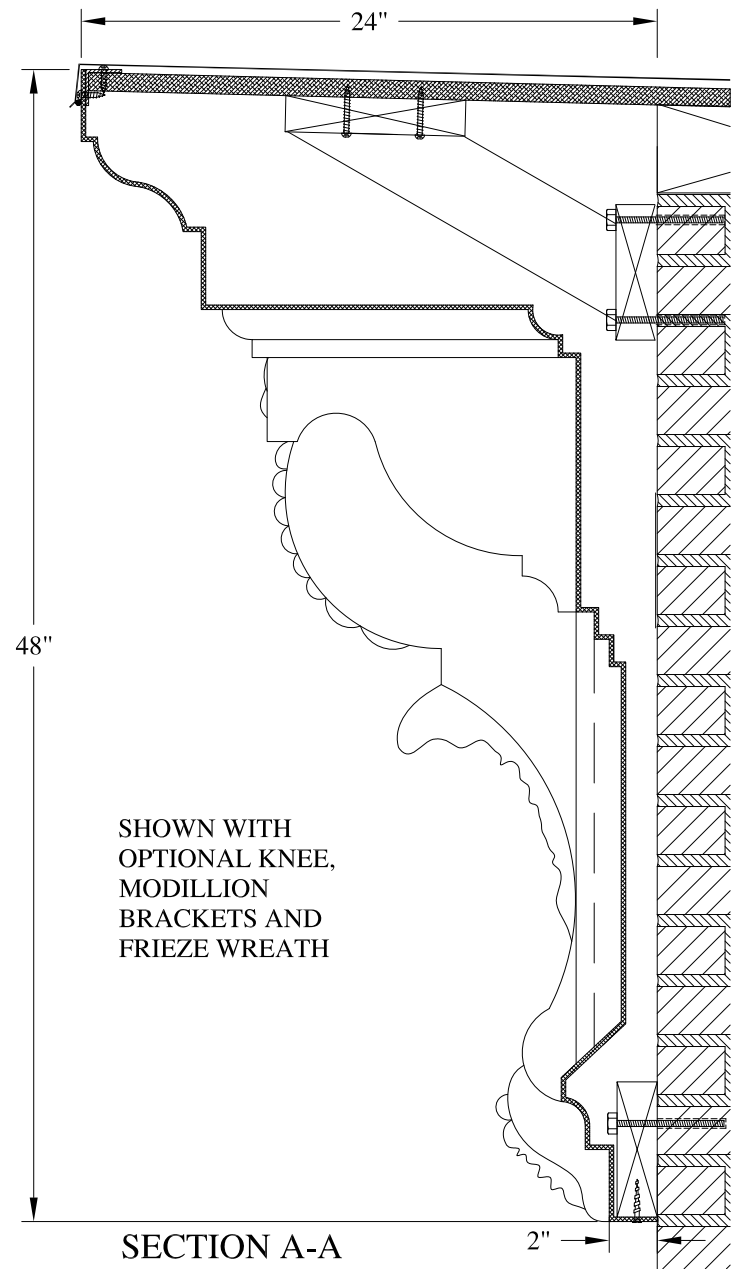 24"
48"
SHOWN WITH
OPTIONAL KNEE,
MODILLION
BRACKETS AND
FRIEZE WREATH
2"
SECTION A-A